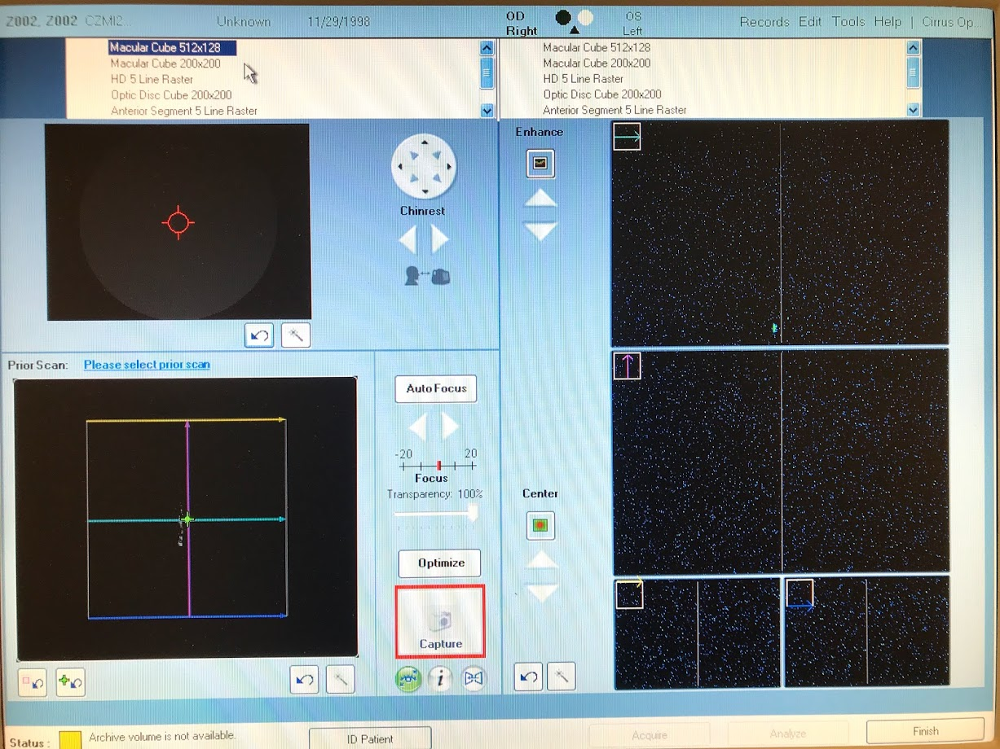 Z002, Z002 CZMI2... Unknown 11/29/1998 OD Right OS Left Records Edit Tools Help | Cirrus Op...
Macular Cube 512x128
Macular Cube 200x200
HD 5 Line Raster
Optic Disc Cube 200x200
Anterior Segment 5 Line Raster
Macular Cube 512x128
Macular Cube 200x200
HD 5 Line Raster
Optic Disc Cube 200x200
Anterior Segment 5 Line Raster
Chinrest
Enhance
Prior Scan: Please select prior scan
Auto Focus
-20 20
Focus
Transparency: 100%
Optimize
Capture
i
Center
Status : Archive volume is not available.
ID Patient
Acquire
Analyze
Finish